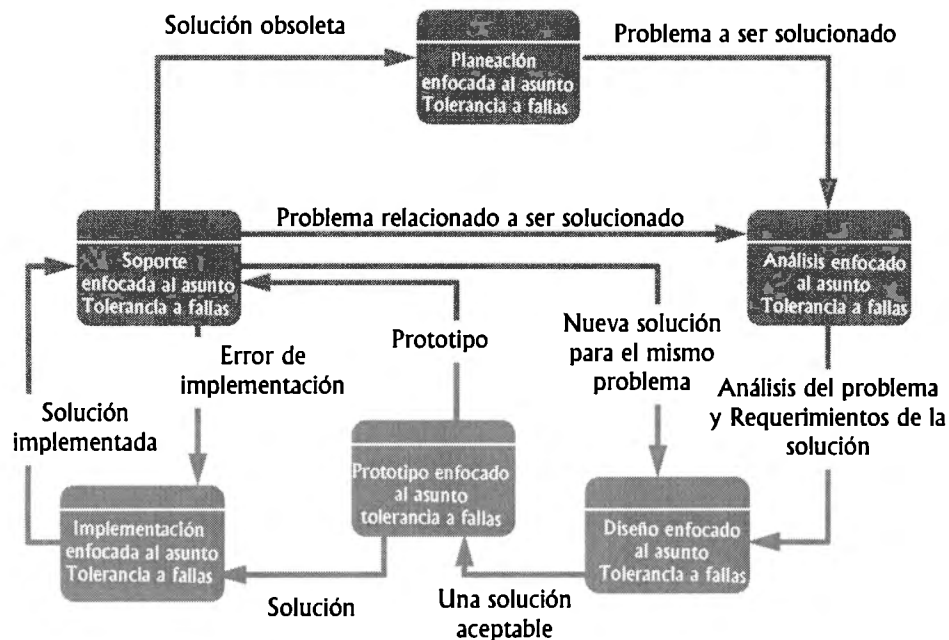 Solución obsoleta
Problema a ser solucionado
Planeación
enfocada al asunto
Tolerancia a fallas
Problema relacionado a ser solucionado
Soporte
enfocada al asunto
Tolerancia a fallas
Análisis enfocado
al asunto
Tolerancia a fallas
Error de
implementación
Prototipo
Nueva solución
para el mismo
problema
Análisis del problema
y Requerimientos de la
solución
Solución
implementada
Prototipo enfocado
al asunto
tolerancia a fallas
Implementación
enfocada al asunto
Tolerancia a fallas
Diseño enfocado
al asunto
Tolerancia a fallas
Solución
Una solución
aceptable